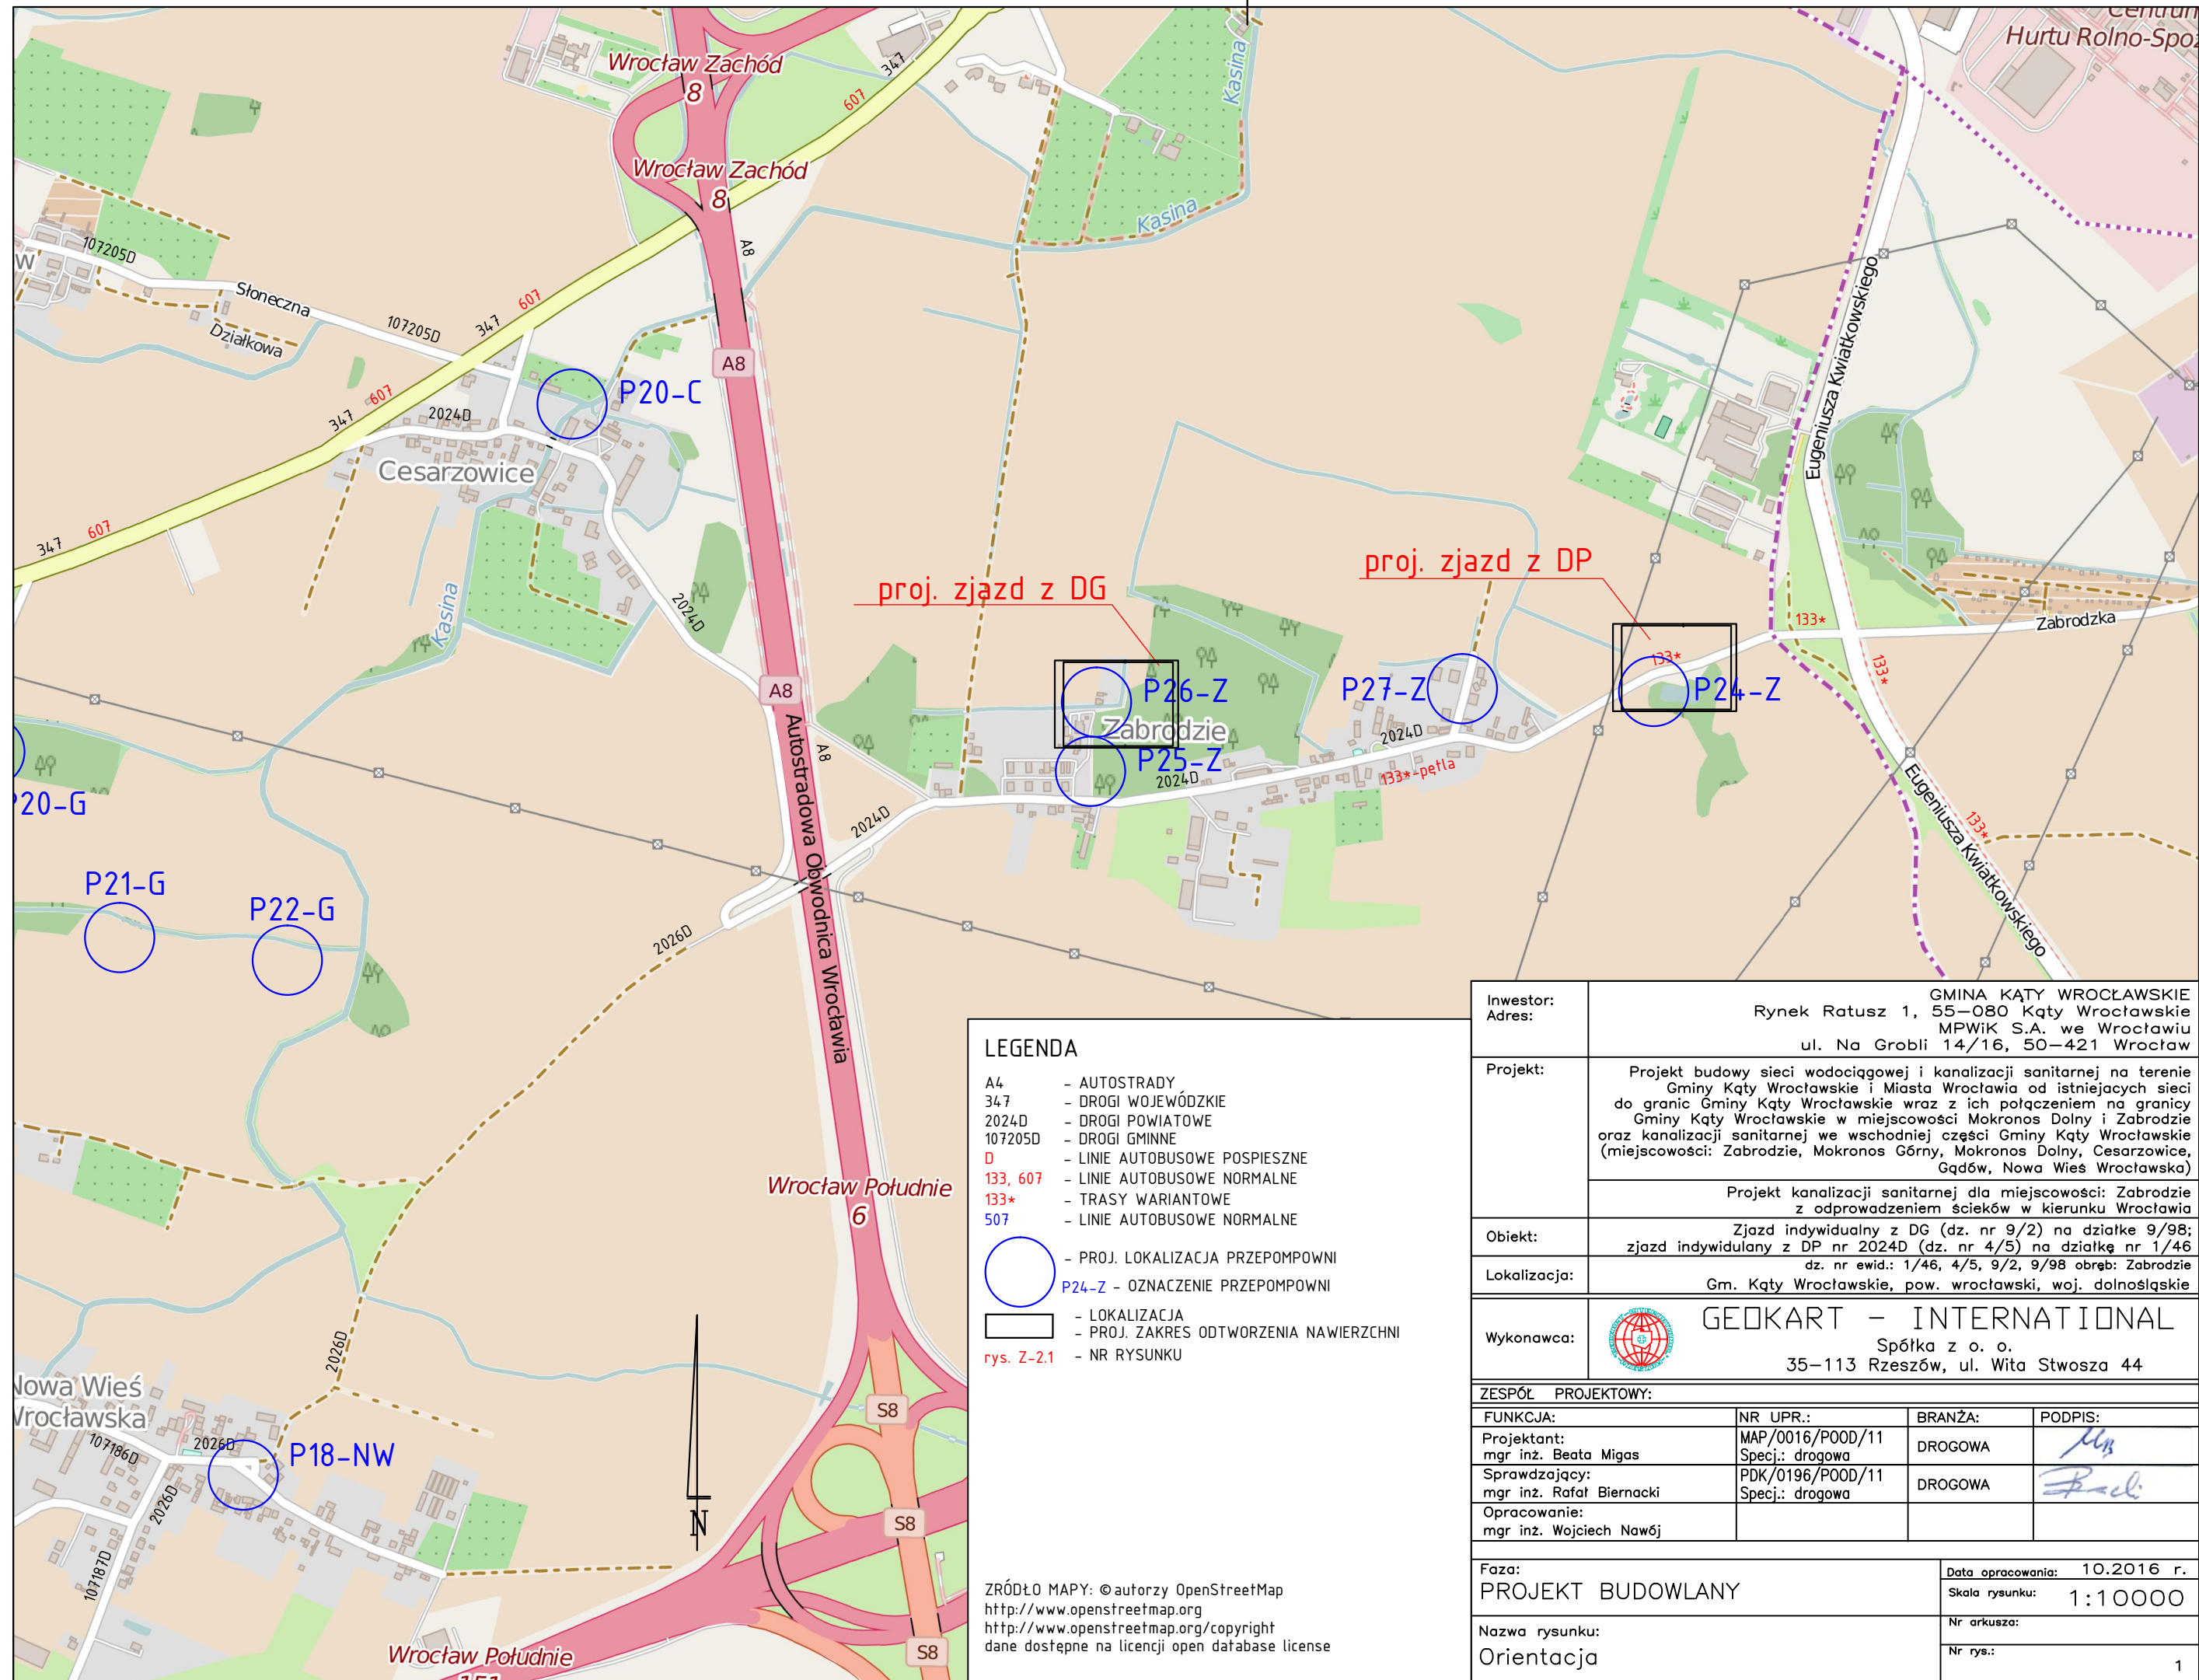 Centrum
Hurtu Rolno-Spoż
Wrocław Zachód
8
347
607
Kasina
Wrocław Zachód
8
Kasina
A8
107205D
w
Słoneczna
Działkowa
107205D
347
607
Eugeniusza Kwiatkowskiego
A8
P20-C
607
347
2024D
Cesarzowice
347
607
Kasina
2024D
proj. zjazd z DG
proj. zjazd z DP
133*
Zabrodzka
133*
133*
A8
P26-Z
P27-Z
P24-Z
Zabrodzie
2024D
P25-Z
2024D
133*-pętla
A8
Autostradowa Obwodnica Wrocławia
2024D
133*
Eugeniusza Kwiatkowskiego
P20-G
P21-G
P22-G
2026D
Wrocław Południe
6
2026D
Nowa Wieś
Wrocławska
107186D
2026D
P18-NW
2026D
107187D
S8
S8
S8
N
Wrocław Południe
151
LEGENDA
A4 - AUTOSTRADY
347 - DROGI WOJEWÓDZKIE
2024D - DROGI POWIATOWE
107205D - DROGI GMINNE
D - LINIE AUTOBUSOWE POSPIESZNE
133, 607 - LINIE AUTOBUSOWE NORMALNE
133* - TRASY WARIANTOWE
507 - LINIE AUTOBUSOWE NORMALNE
- PROJ. LOKALIZACJA PRZEPOMPOWNI
P24-Z - OZNACZENIE PRZEPOMPOWNI
- LOKALIZACJA
- PROJ. ZAKRES ODTWORZENIA NAWIERZCHNI
rys. Z-2.1 - NR RYSUNKU
ZRÓDŁO MAPY: © autorzy OpenStreetMap
http://www.openstreetmap.org
http://www.openstreetmap.org/copyright
dane dostępne na licencji open database license
Inwestor: GMINA KĄTY WROCŁAWSKIE
Adres: Rynek Ratusz 1, 55-080 Kąty Wrocławskie
MPWiK S.A. we Wrocławiu
ul. Na Grobli 14/16, 50-421 Wrocław
Projekt: Projekt budowy sieci wodociągowej i kanalizacji sanitarnej na terenie
Gminy Kąty Wrocławskie i Miasta Wrocławia od istniejacych sieci
do granic Gminy Kąty Wrocławskie wraz z ich połączeniem na granicy
Gminy Kąty Wrocławskie w miejscowości Mokronos Dolny i Zabrodzie
oraz kanalizacji sanitarnej we wschodniej części Gminy Kąty Wrocławskie
(miejscowości: Zabrodzie, Mokronos Górny, Mokronos Dolny, Cesarzowice,
Gądów, Nowa Wieś Wrocławska)
Projekt kanalizacji sanitarnej dla miejscowości: Zabrodzie
z odprowadzeniem ścieków w kierunku Wrocławia
Obiekt: Zjazd indywidualny z DG (dz. nr 9/2) na działke 9/98;
zjazd indywidulany z DP nr 2024D (dz. nr 4/5) na działkę nr 1/46
Lokalizacja: dz. nr ewid.: 1/46, 4/5, 9/2, 9/98 obręb: Zabrodzie
Gm. Kąty Wrocławskie, pow. wrocławski, woj. dolnośląskie
Wykonawca: GEOKART - INTERNATIONAL
Spółka z o. o.
35-113 Rzeszów, ul. Wita Stwosza 44
ZESPÓŁ PROJEKTOWY:
FUNKCJA: NR UPR.: BRANŻA: PODPIS:
Projektant: MAP/0016/POOD/11
mgr inż. Beata Migas Specj.: drogowa DROGOWA
Sprawdzający: PDK/0196/POOD/11
mgr inż. Rafał Biernacki Specj.: drogowa DROGOWA
Opracowanie:
mgr inż. Wojciech Nawój
Faza:
PROJEKT BUDOWLANY
Data opracowania: 10.2016 r.
Skala rysunku: 1:10000
Nazwa rysunku:
Orientacja
Nr arkusza:
Nr rys.: 1